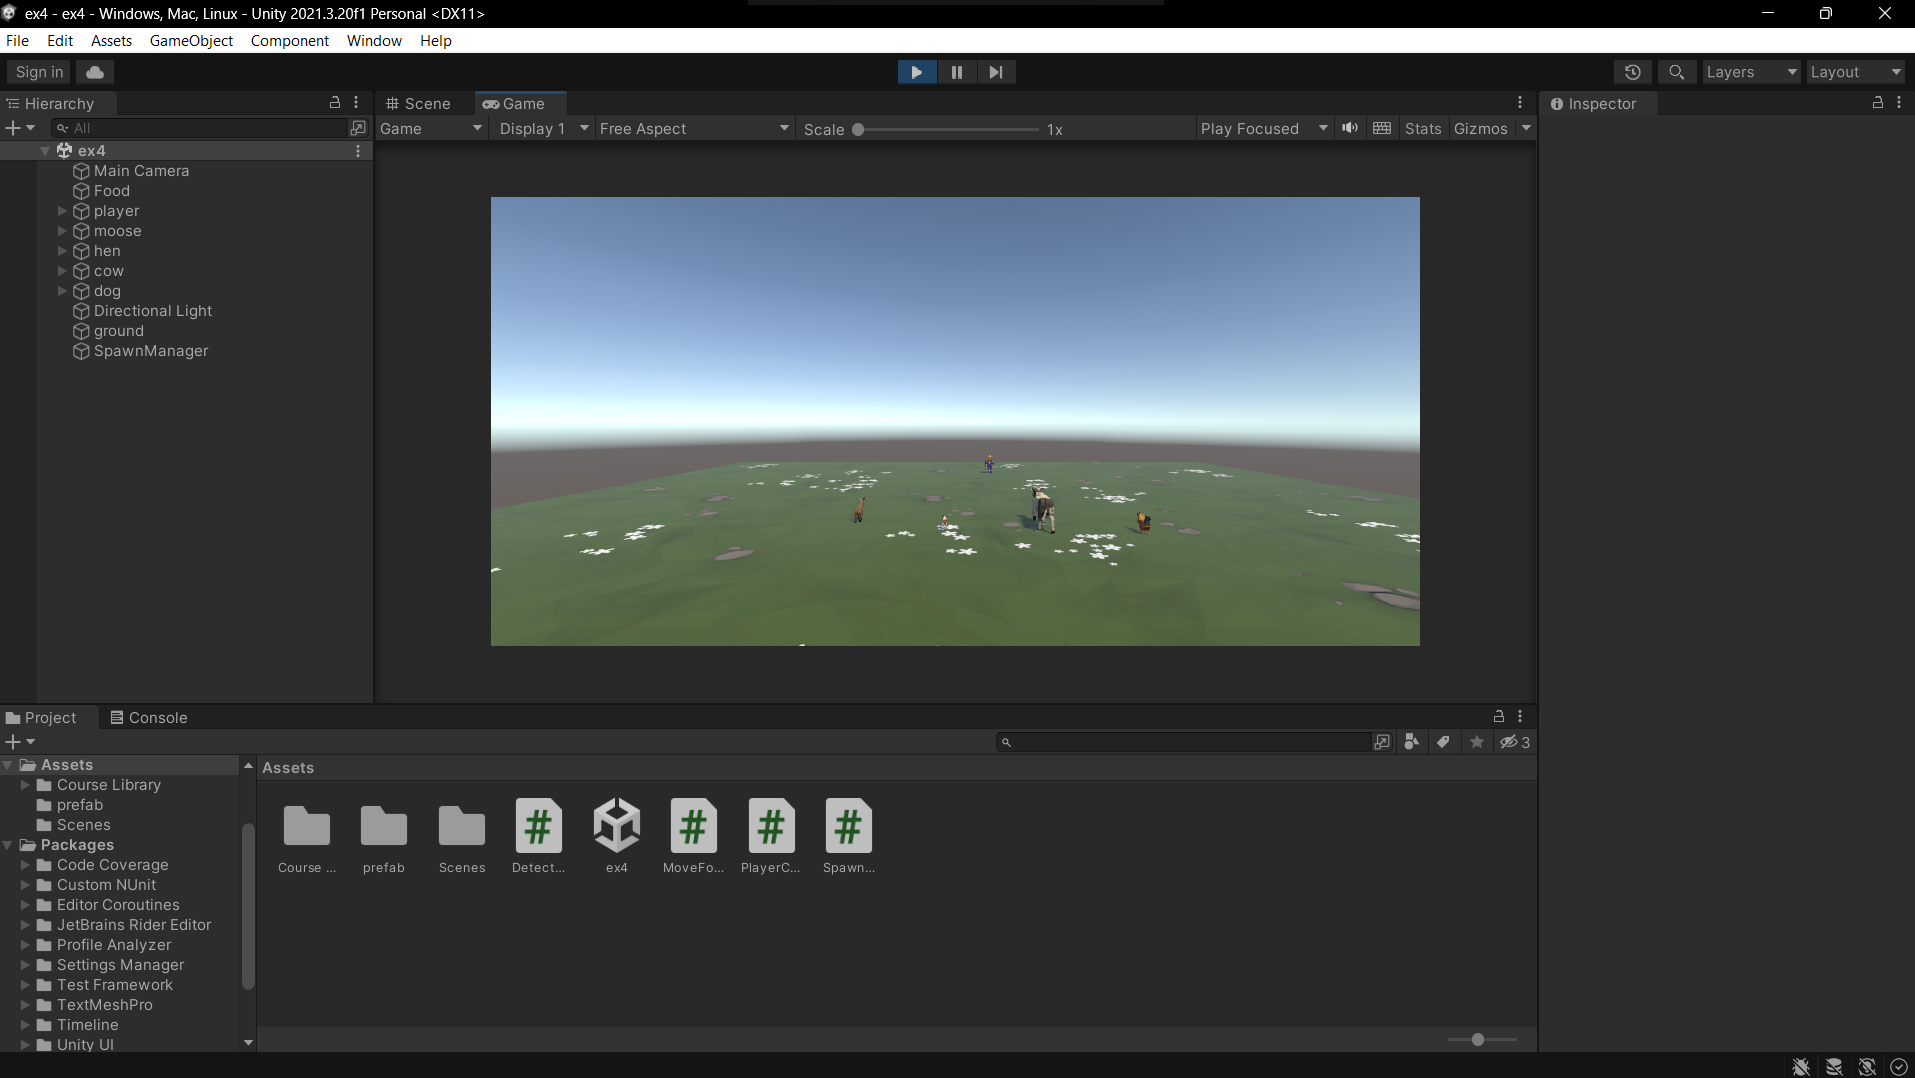 ex4 - ex4 - Windows, Mac, Linux - Unity 2021.3.20f1 Personal <DX11>
File Edit Assets GameObject Component Window Help
Sign in Layers Layout
Hierarchy Scene Game Inspector
All Game Display 1 Free Aspect Scale 1x Play Focused Stats Gizmos
ex4
Main Camera
Food
player
moose
hen
cow
dog
Directional Light
ground
SpawnManager
Project Console
3
Assets Assets
Course Library
prefab
Scenes
Packages
Code Coverage
Custom NUnit
Editor Coroutines
JetBrains Rider Editor
Profile Analyzer
Settings Manager
Test Framework
TextMeshPro
Timeline
Unity UI
# # # #
Course ... prefab Scenes Detect... ex4 MoveFo... PlayerC... Spawn...